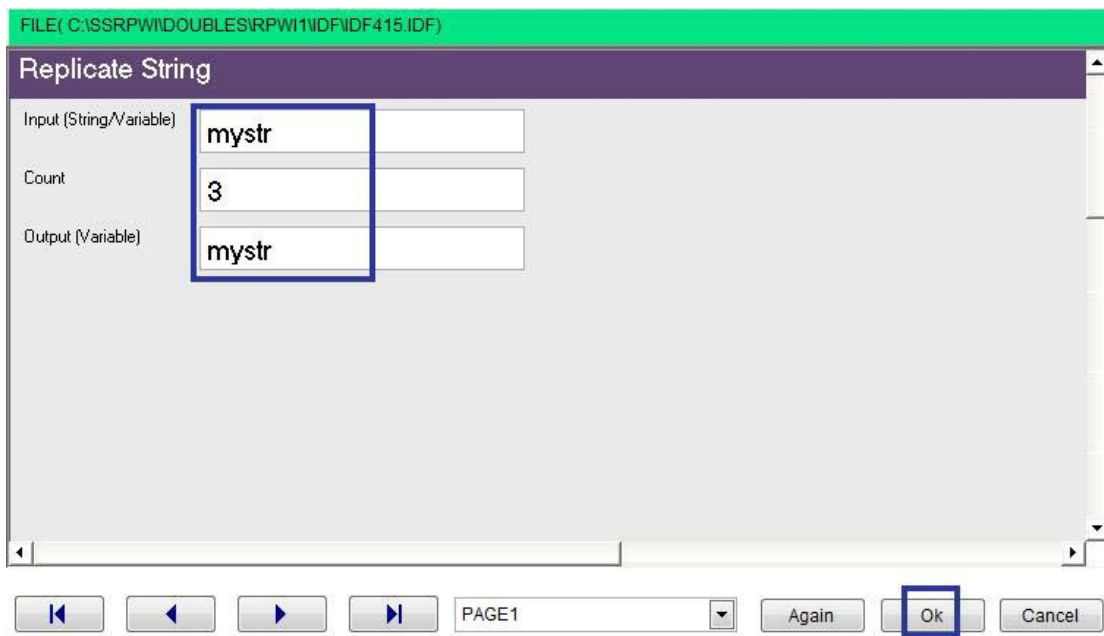 FILE( C:\SSRPWI\DOUBLES\RPWI1\IDF\IDF415.IDF)
Replicate String
Input (String/Variable)
mystr
Count
3
Output (Variable)
mystr
PAGE1 Again Ok Cancel